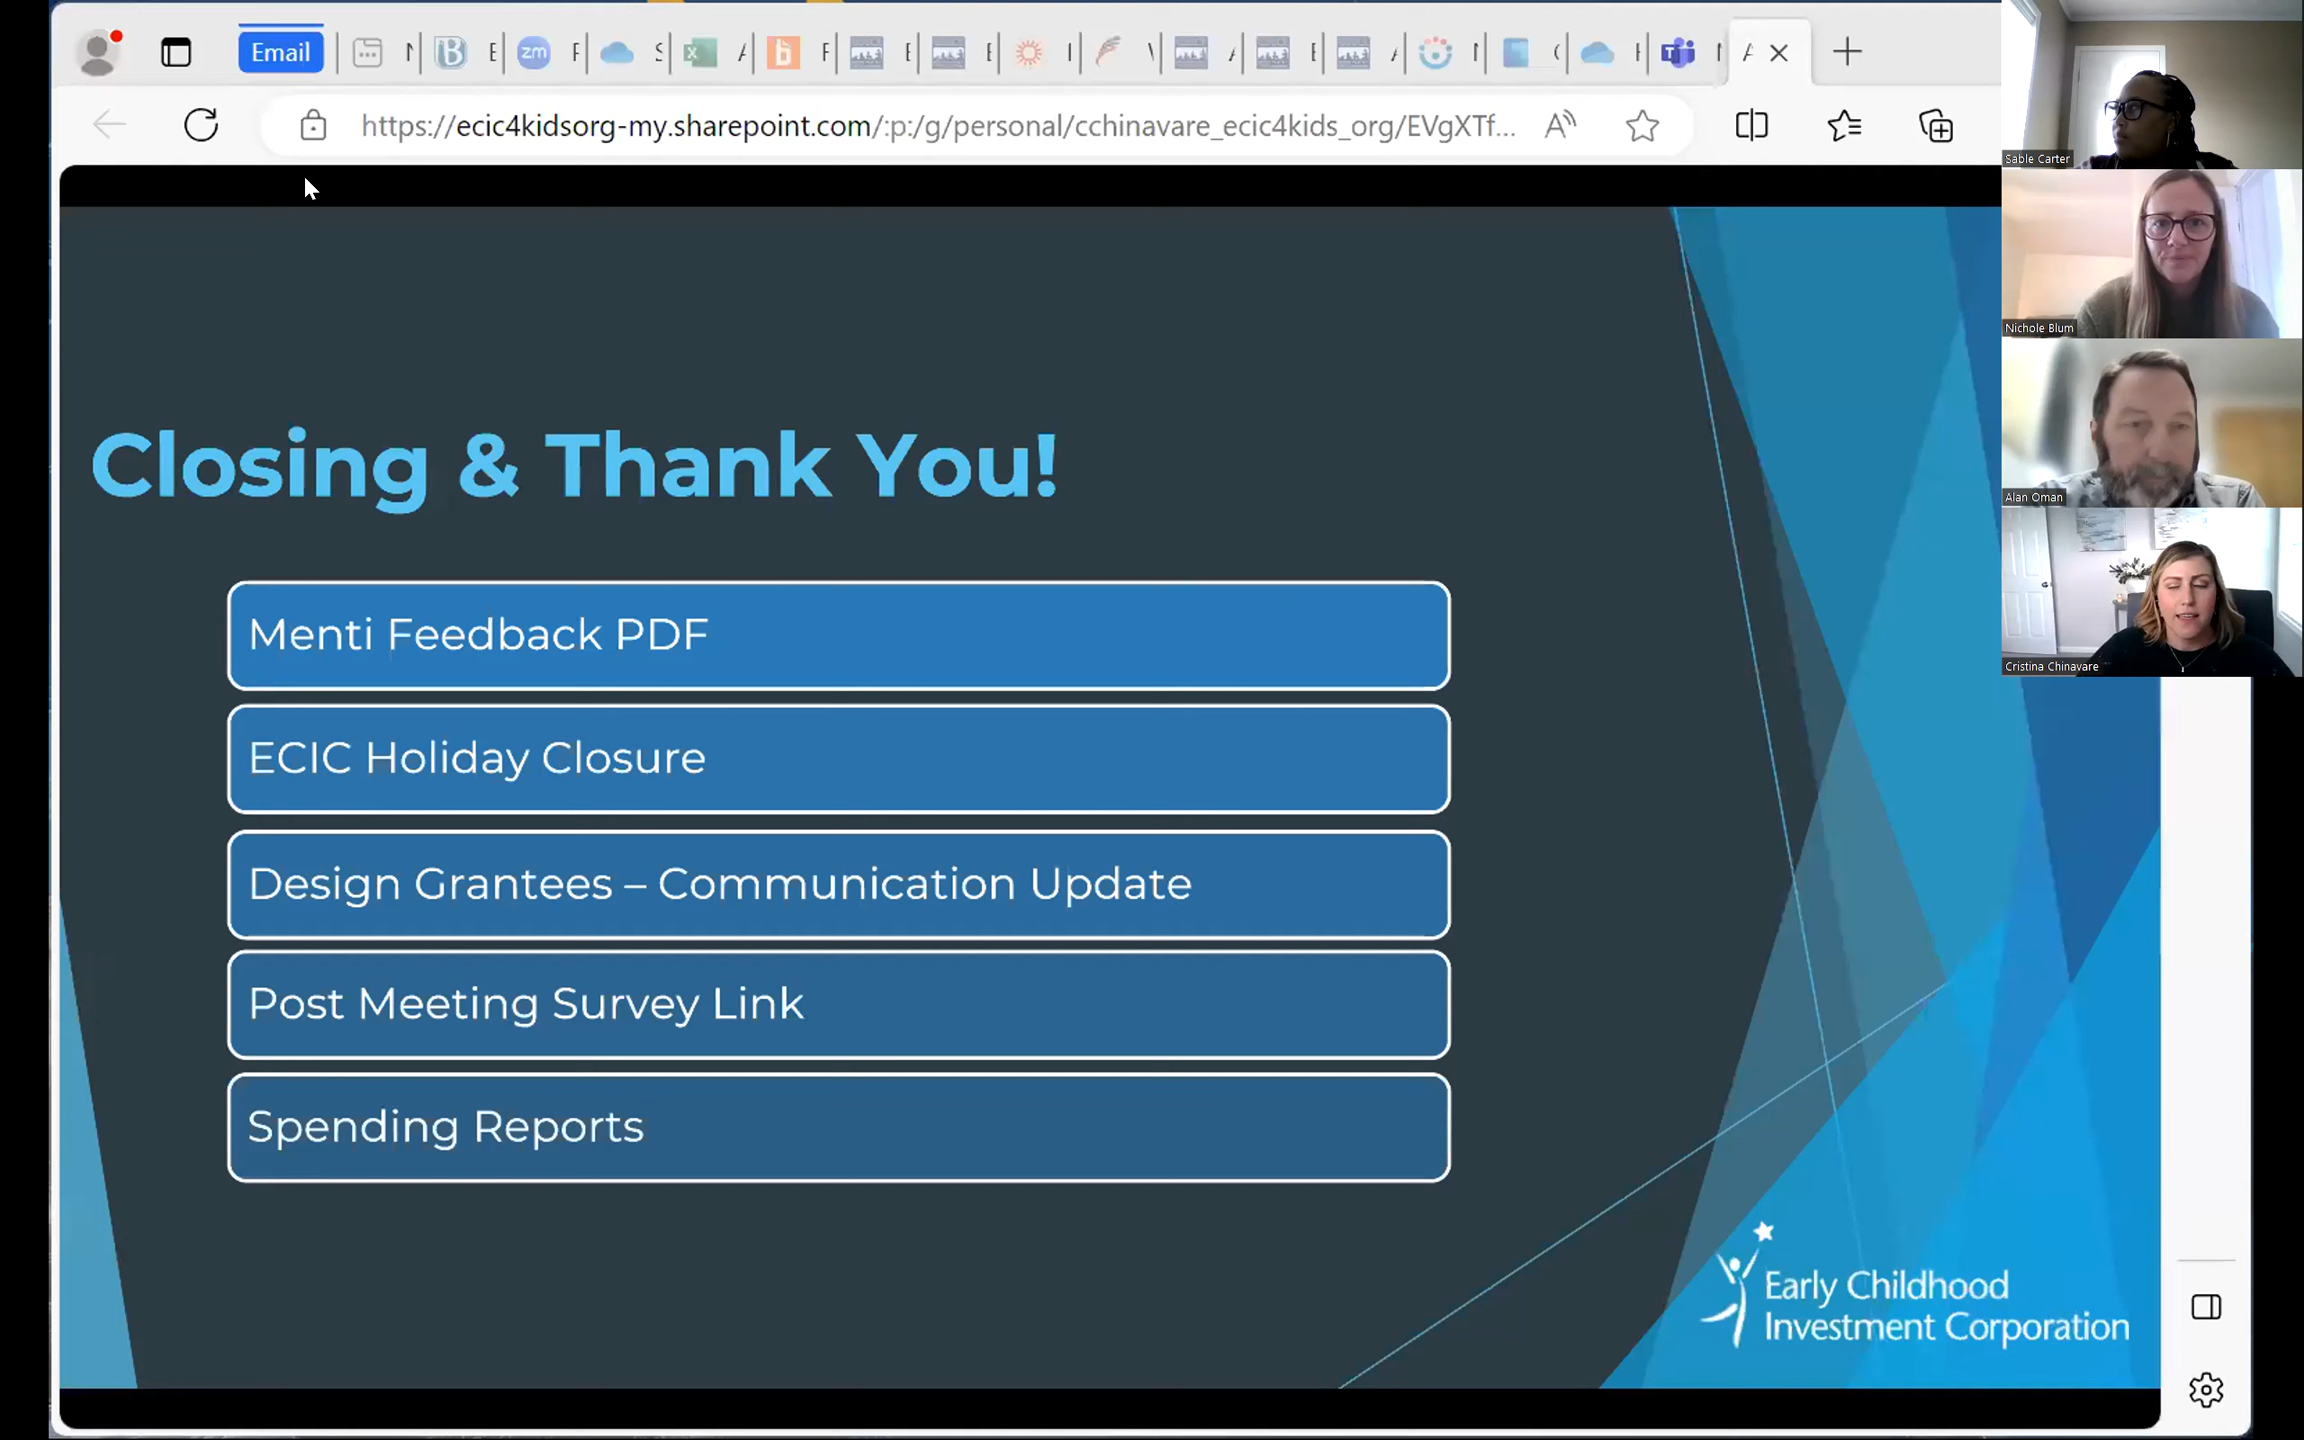 Email
https://ecic4kidsorg-my.sharepoint.com/:p:/g/personal/cchinavare_ecic4kids_org/EVgXTf...
Sable Carter
Nichole Blum
Alan Oman
Cristina Chinavare
Closing & Thank You!
Menti Feedback PDF
ECIC Holiday Closure
Design Grantees – Communication Update
Post Meeting Survey Link
Spending Reports
Early Childhood
Investment Corporation